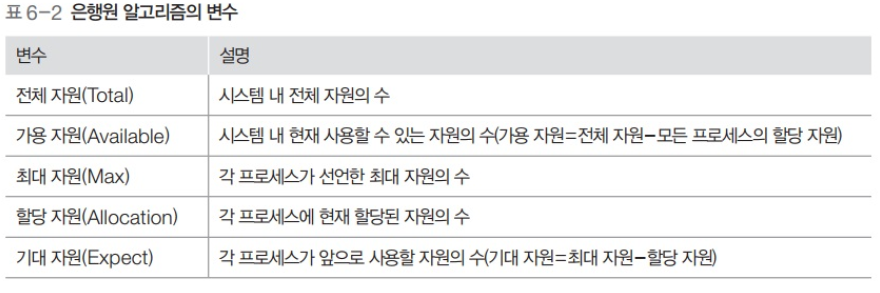 표 6-2 은행원 알고리즘의 변수
변수 설명
전체 자원(Total) 시스템 내 전체 자원의 수
가용 자원(Available) 시스템 내 현재 사용할 수 있는 자원의 수(가용 자원=전체 자원-모든 프로세스의 할당 자원)
최대 자원(Max) 각 프로세스가 선언한 최대 자원의 수
할당 자원(Allocation) 각 프로세스에 현재 할당된 자원의 수
기대 자원(Expect) 각 프로세스가 앞으로 사용할 자원의 수(기대 자원=최대 자원-할당 자원)